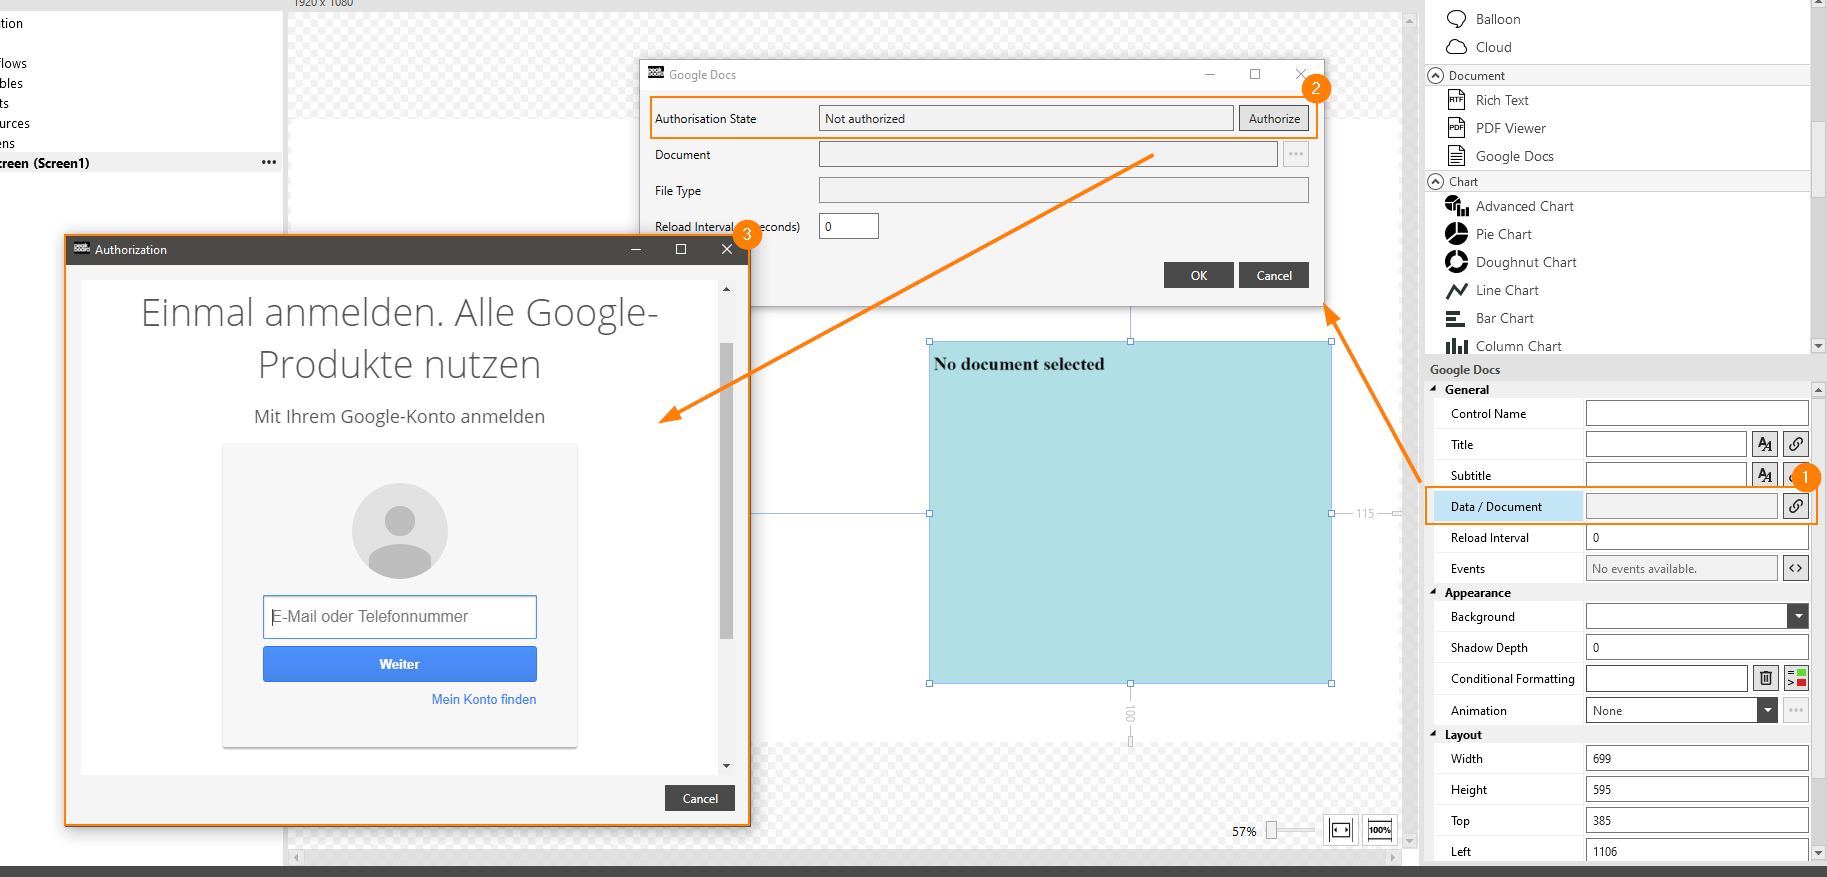 1920 x 1080
tion
flows
bles
ts
urces
ens
creen (Screen1)
Google Docs
2
Authorisation State
Not authorized
Authorize
Document
File Type
Reload Interval
econds)
0
OK
Cancel
3
Authorization
Einmal anmelden. Alle Google-
Produkte nutzen
Mit Ihrem Google-Konto anmelden
E-Mail oder Telefonnummer
Weiter
Mein Konto finden
Cancel
No document selected
115
100
57%
100%
Balloon
Cloud
Document
RTF
Rich Text
PDF
PDF Viewer
Google Docs
Chart
Advanced Chart
Pie Chart
Doughnut Chart
Line Chart
Bar Chart
Column Chart
Google Docs
General
Control Name
Title
Subtitle
1
Data / Document
Reload Interval
0
Events
No events available.
Appearance
Background
Shadow Depth
0
Conditional Formatting
Animation
None
Layout
Width
699
Height
595
Top
385
Left
1106